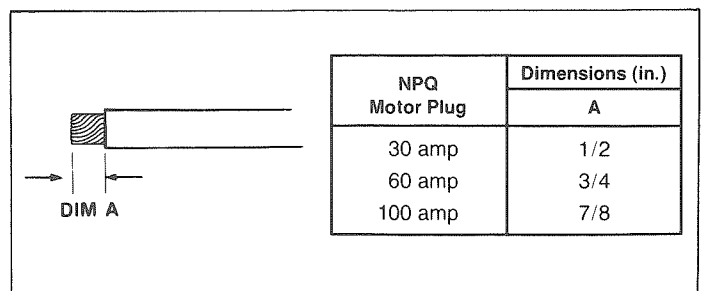 DIM A
NPQ
Motor Plug
Dimensions (in.)
A
30 amp 1/2
60 amp 3/4
100 amp 7/8